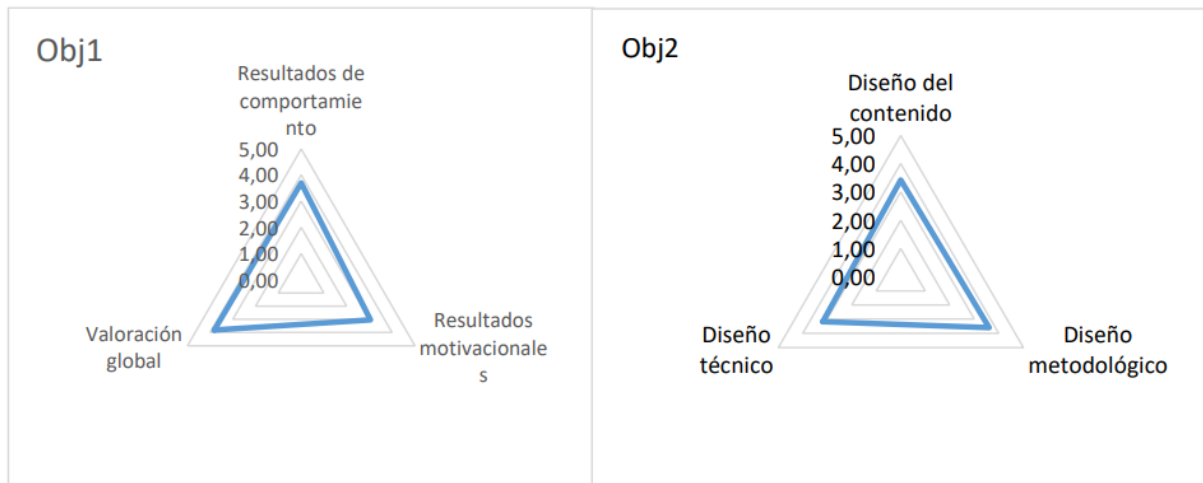 Obj1
Resultados de
comportamie
nto
5,00
4,00
3,00
2,00
1,00
0,00
Valoración
global
Resultados
motivacionale
s
Obj2
Diseño del
contenido
5,00
4,00
3,00
2,00
1,00
0,00
Diseño
técnico
Diseño
metodológico